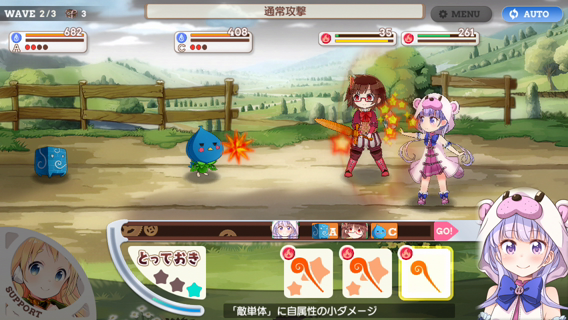 WAVE 2/3 3
通常攻撃
MENU
AUTO
682
A
408
C
35
261
A
C
GO!
とっておき
SUPPORT
「敵単体」に自属性の小ダメージ